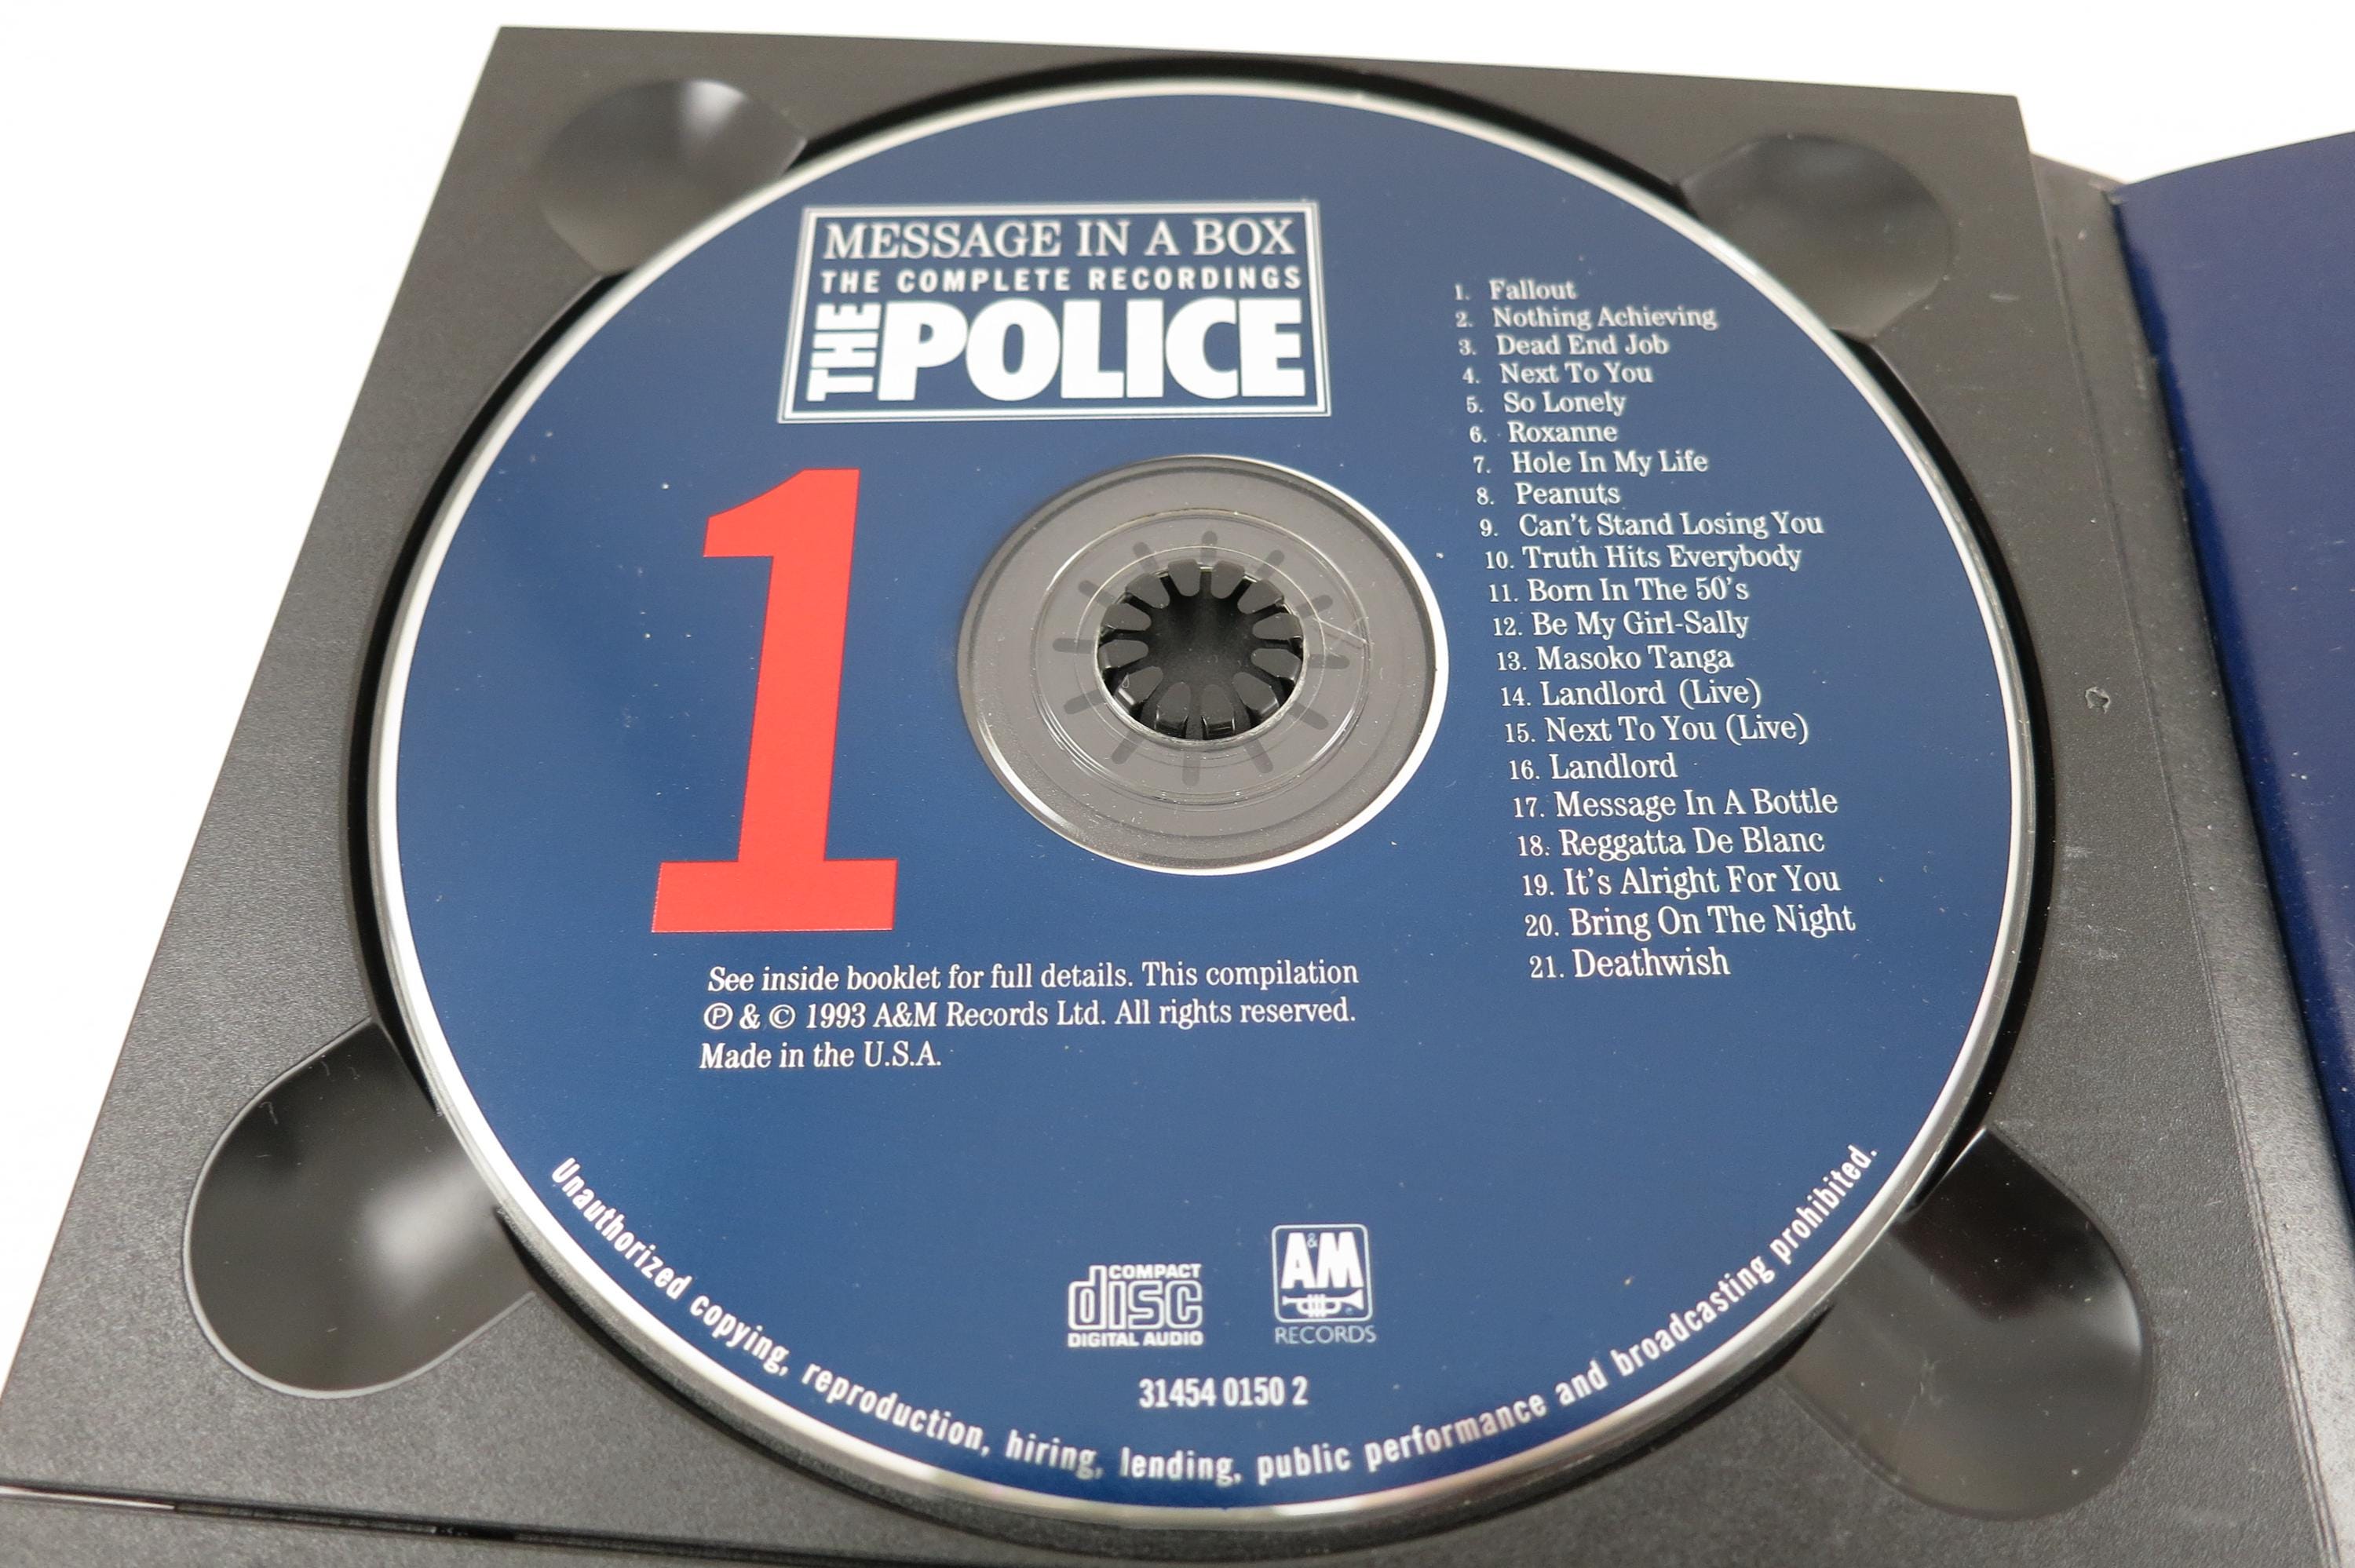 MESSAGE IN A BOX
THE COMPLETE RECORDINGS
THE POLICE
1
1. Fallout
2. Nothing Achieving
3. Dead End Job
4. Next To You
5. So Lonely
6. Roxanne
7. Hole In My Life
8. Peanuts
9. Can't Stand Losing You
10. Truth Hits Everybody
11. Born In The 50's
12. Be My Girl-Sally
13. Masoko Tanga
14. Landlord (Live)
15. Next To You (Live)
16. Landlord
17. Message In A Bottle
18. Reggatta De Blanc
19. It's Alright For You
20. Bring On The Night
21. Deathwish
See inside booklet for full details. This compilation
℗ & © 1993 A&M Records Ltd. All rights reserved.
Made in the U.S.A.
COMPACT
disc
DIGITAL AUDIO
A&M
RECORDS
31454 0150 2
Unauthorized copying, reproduction, hiring, lending, public performance and broadcasting prohibited.